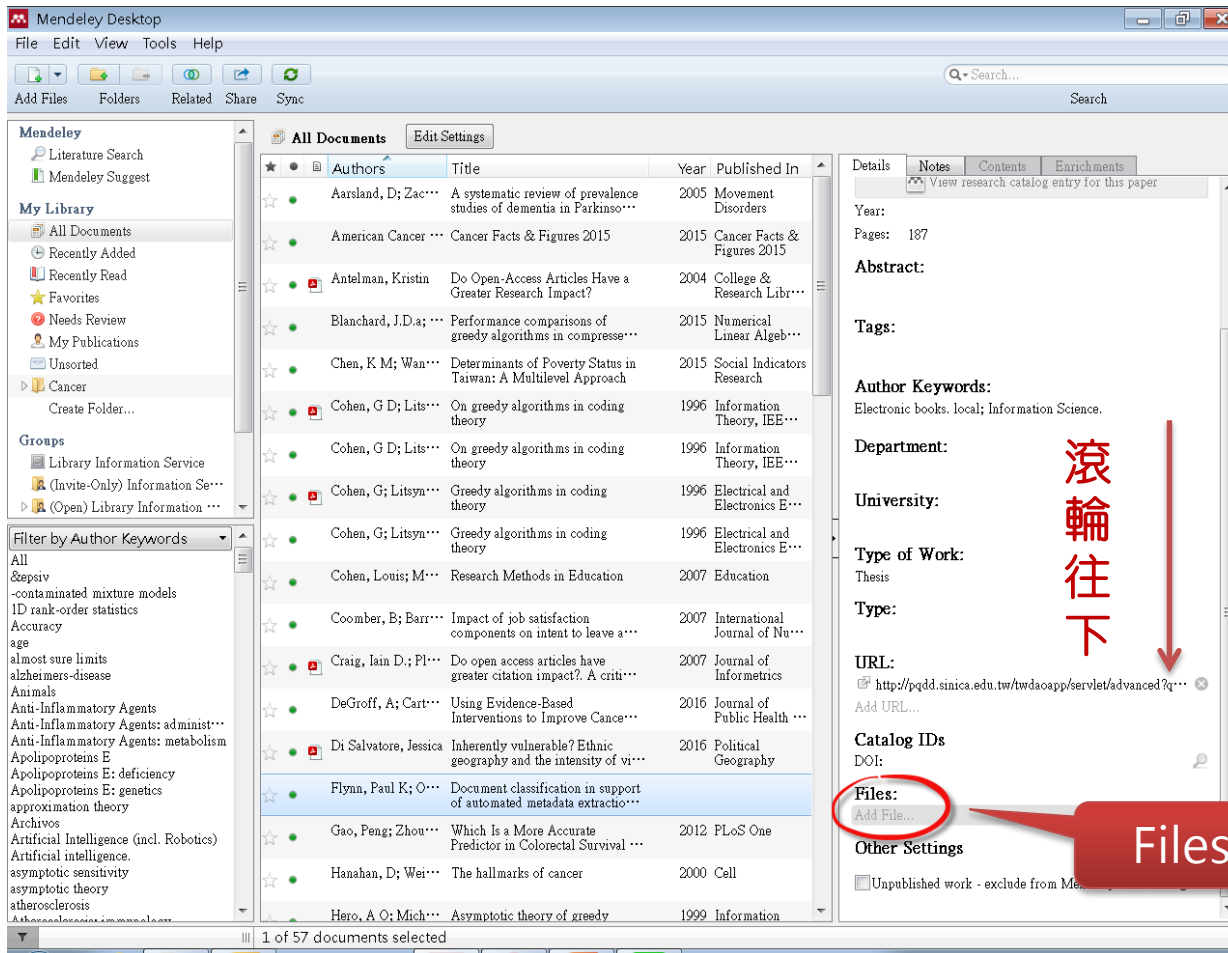 Mendeley Desktop
File Edit View Tools Help
Add Files Folders Related Share Sync
Search...
Search
Mendeley
Literature Search
Mendeley Suggest
My Library
All Documents
Recently Added
Recently Read
Favorites
Needs Review
My Publications
Unsorted
Cancer
Create Folder...
Groups
Library Information Service
(Invite-Only) Information Se…
(Open) Library Information …
Filter by Author Keywords
All
&epsiv
-contaminated mixture models
1D rank-order statistics
Accuracy
age
almost sure limits
alzheimers-disease
Animals
Anti-Inflammatory Agents
Anti-Inflammatory Agents: administ…
Anti-Inflammatory Agents: metabolism
Apolipoproteins E
Apolipoproteins E: deficiency
Apolipoproteins E: genetics
approximation theory
Archivos
Artificial Intelligence (incl. Robotics)
Artificial intelligence.
asymptotic sensitivity
asymptotic theory
atherosclerosis
All Documents Edit Settings
Authors Title Year Published In
Aarsland, D; Zac… A systematic review of prevalence 2005 Movement
studies of dementia in Parkinso… Disorders
American Cancer … Cancer Facts & Figures 2015 2015 Cancer Facts &
Figures 2015
Antelman, Kristin Do Open-Access Articles Have a 2004 College &
Greater Research Impact? Research Libr…
Blanchard, J.D.a; … Performance comparisons of 2015 Numerical
greedy algorithms in compresse… Linear Algeb…
Chen, K M; Wan… Determinants of Poverty Status in 2015 Social Indicators
Taiwan: A Multilevel Approach Research
Cohen, G D; Lits… On greedy algorithms in coding 1996 Information
theory Theory, IEE…
Cohen, G D; Lits… On greedy algorithms in coding 1996 Information
theory Theory, IEE…
Cohen, G; Litsyn… Greedy algorithms in coding 1996 Electrical and
theory Electronics E…
Cohen, G; Litsyn… Greedy algorithms in coding 1996 Electrical and
theory Electronics E…
Cohen, Louis; M… Research Methods in Education 2007 Education
Coomber, B; Barr… Impact of job satisfaction 2007 International
components on intent to leave a… Journal of Nu…
Craig, Iain D.; Pl… Do open access articles have 2007 Journal of
greater citation impact?. A criti… Informetrics
DeGroff, A; Cart… Using Evidence-Based 2016 Journal of
Interventions to Improve Cance… Public Health …
Di Salvatore, Jessica Inherently vulnerable? Ethnic 2016 Political
geography and the intensity of vi… Geography
Flynn, Paul K; O… Document classification in support
of automated metadata extractio…
Gao, Peng; Zhou… Which Is a More Accurate 2012 PLoS One
Predictor in Colorectal Survival …
Hanahan, D; Wei… The hallmarks of cancer 2000 Cell
Hero, A O; Mich… Asymptotic theory of greedy 1999 Information
1 of 57 documents selected
Details Notes Contents Enrichments
View research catalog entry for this paper
Year:
Pages: 187
Abstract:
Tags:
Author Keywords:
Electronic books. local; Information Science.
Department:
University:
Type of Work:
Thesis
Type:
URL:
http://pqdd.sinica.edu.tw/twdaoapp/servlet/advanced?q…
Add URL...
Catalog IDs
DOI:
Files:
Add File...
Other Settings
Unpublished work - exclude from
滾
輪
往
下
Files